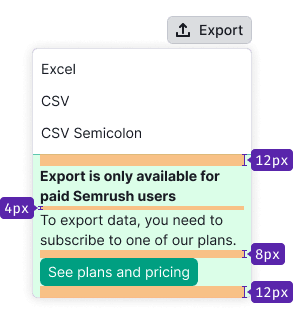 Export
Excel
CSV
CSV Semicolon
12px
Export is only available for
paid Semrush users
4px
To export data, you need to
subscribe to one of our plans.
8px
See plans and pricing
12px